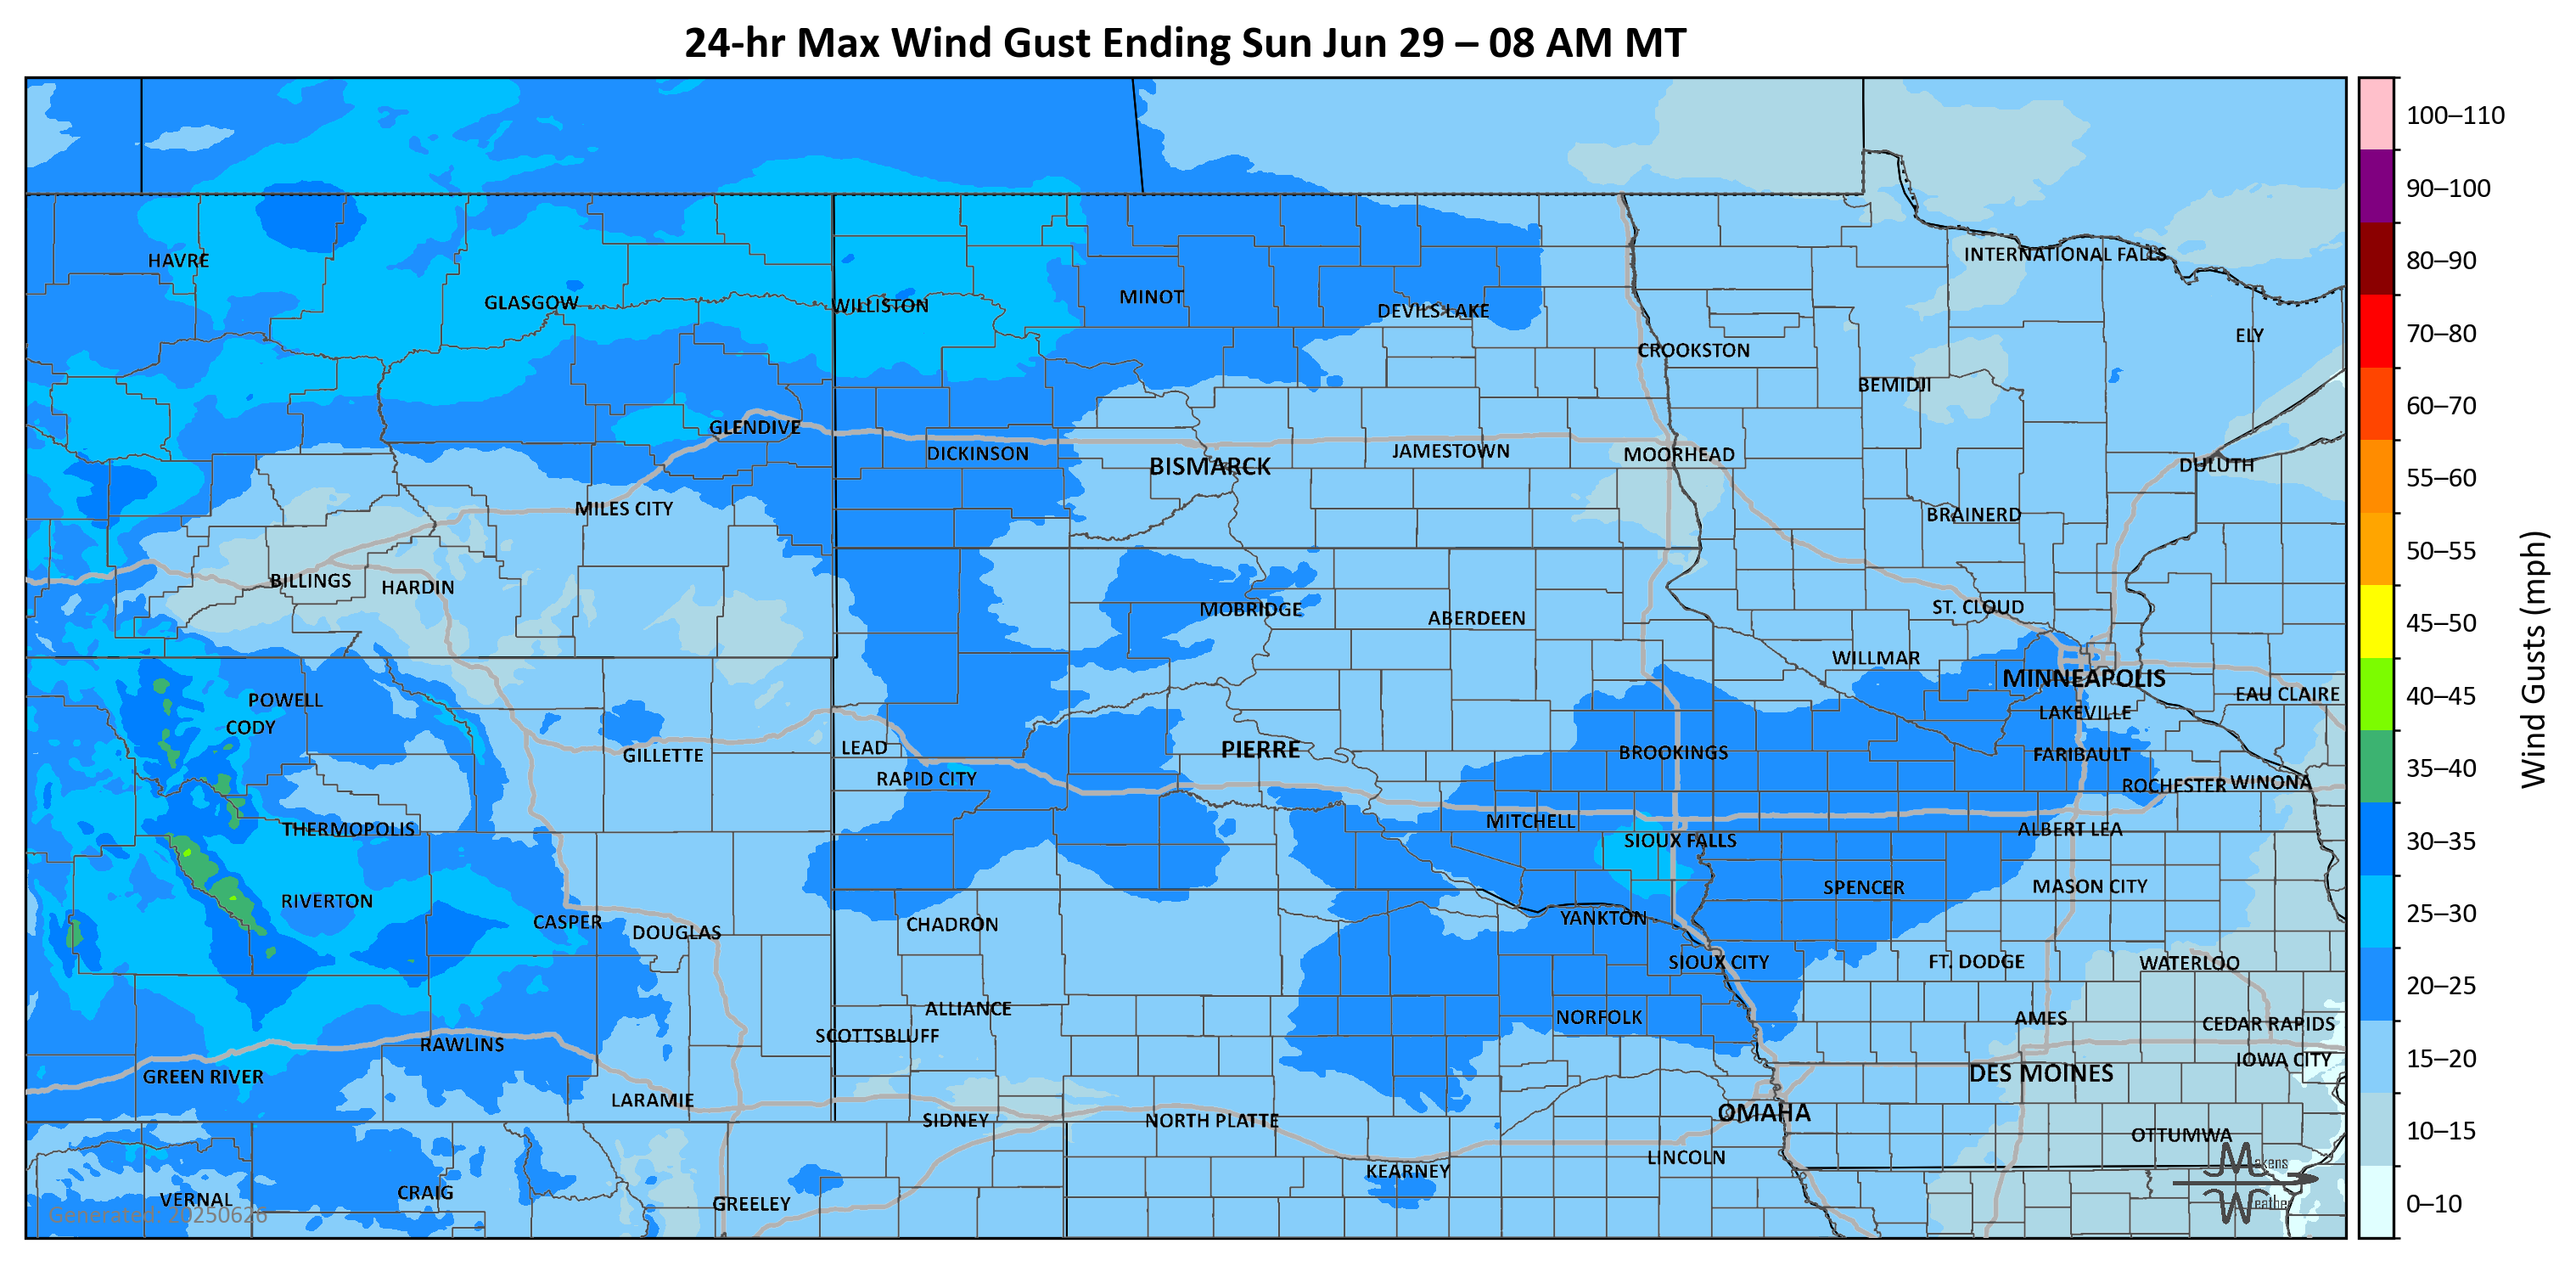 24-hr Max Wind Gust Ending Sun Jun 29 – 08 AM MT
HAVRE
GLASGOW
WILLISTON
MINOT
DEVILS LAKE
INTERNATIONAL FALLS
ELY
CROOKSTON
BEMIDJI
GLENDIVE
DICKINSON
BISMARCK
JAMESTOWN
MOORHEAD
DULUTH
MILES CITY
BRAINERD
BILLINGS
HARDIN
MOBRIDGE
ABERDEEN
ST. CLOUD
WILLMAR
MINNEAPOLIS
EAU CLAIRE
POWELL
CODY
LAKEVILLE
GILLETTE
LEAD
PIERRE
BROOKINGS
FARIBAULT
RAPID CITY
ROCHESTER
WINONA
THERMOPOLIS
MITCHELL
SIOUX FALLS
ALBERT LEA
RIVERTON
SPENCER
MASON CITY
CASPER
DOUGLAS
CHADRON
YANKTON
SIOUX CITY
FT. DODGE
WATERLOO
ALLIANCE
NORFOLK
AMES
CEDAR RAPIDS
SCOTTSBLUFF
RAWLINS
IOWA CITY
GREEN RIVER
DES MOINES
LARAMIE
SIDNEY
NORTH PLATTE
OMAHA
OTTUMWA
KEARNEY
LINCOLN
VERNAL
CRAIG
GREELEY
Generated: 20250626
Makens
Weather
100–110
90–100
80–90
70–80
60–70
55–60
50–55
45–50
40–45
35–40
30–35
25–30
20–25
15–20
10–15
0–10
Wind Gusts (mph)